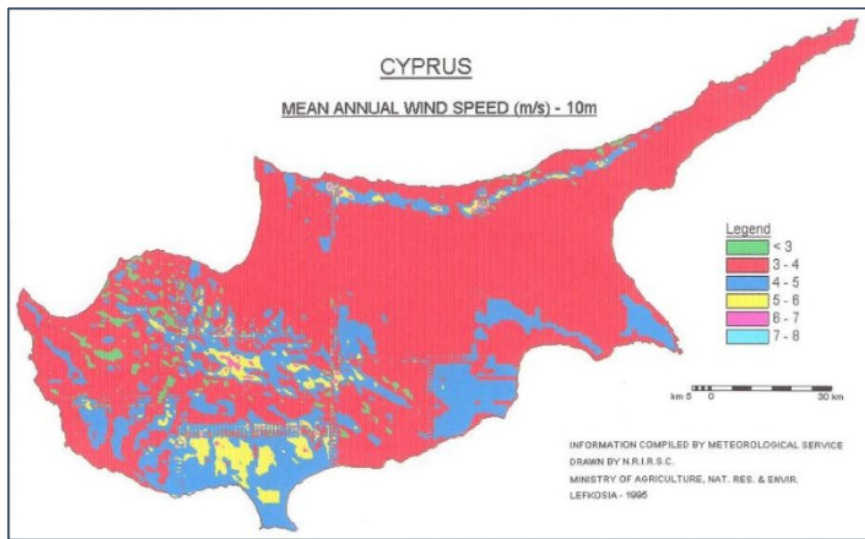 CYPRUS
MEAN ANNUAL WIND SPEED (m/s) - 10m
Legend
< 3
3 - 4
4 - 5
5 - 6
6 - 7
7 - 8
km 5 0 30 km
INFORMATION COMPILED BY METEOROLOGICAL SERVICE
DRAWN BY N.R.I.R.S.C.
MINISTRY OF AGRICULTURE, NAT. RES. & ENVIR.
LEFKOSIA - 1995